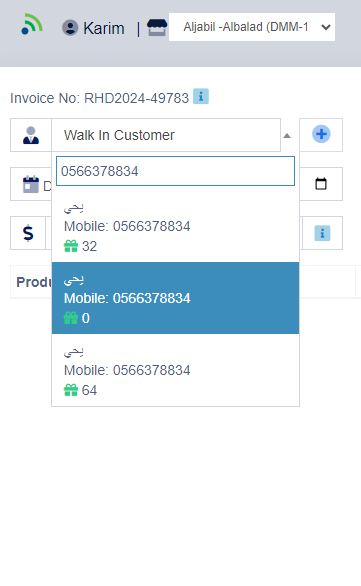 Karim | Aljabil -Albalad (DMM-1
Invoice No: RHD2024-49783
Walk In Customer
0566378834
يحي
Mobile: 0566378834
32
يحي
Mobile: 0566378834
0
يحي
Mobile: 0566378834
64
D
$
Produ